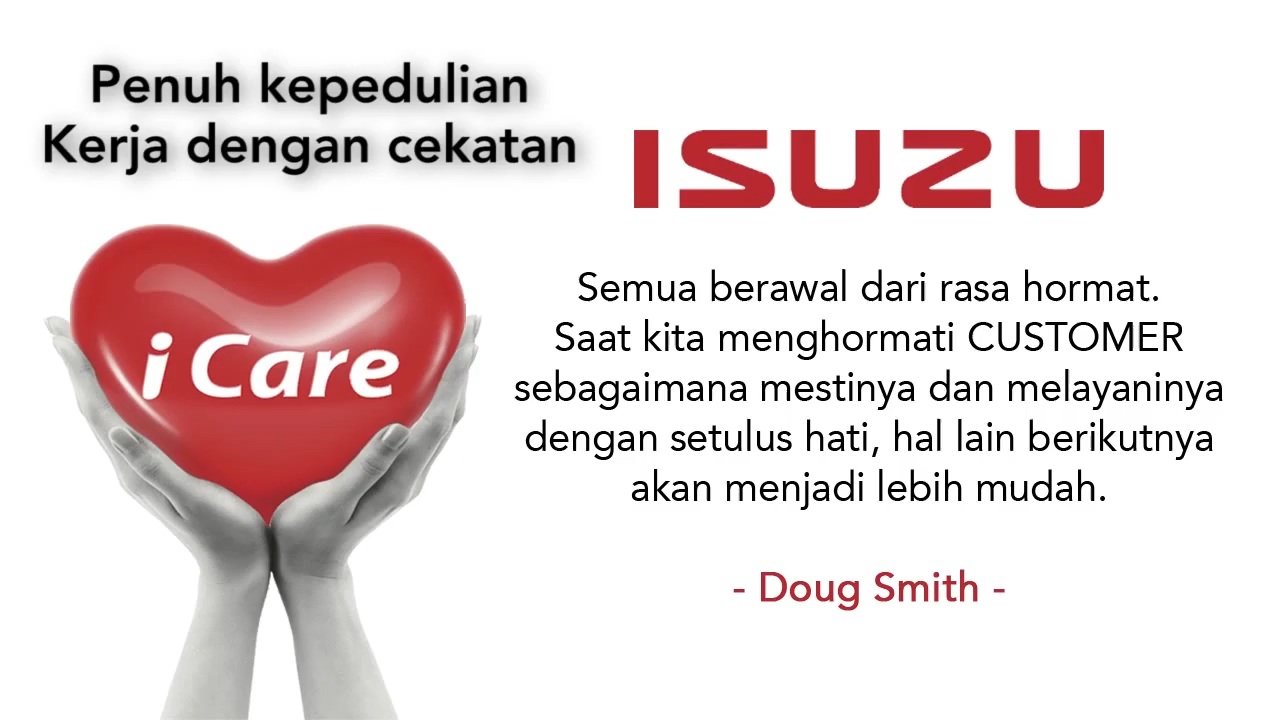 Penuh kepedulian
Kerja dengan cekatan
i Care
ISUZU
Semua berawal dari rasa hormat.
Saat kita menghormati CUSTOMER
sebagaimana mestinya dan melayaninya
dengan setulus hati, hal lain berikutnya
akan menjadi lebih mudah.
- Doug Smith -